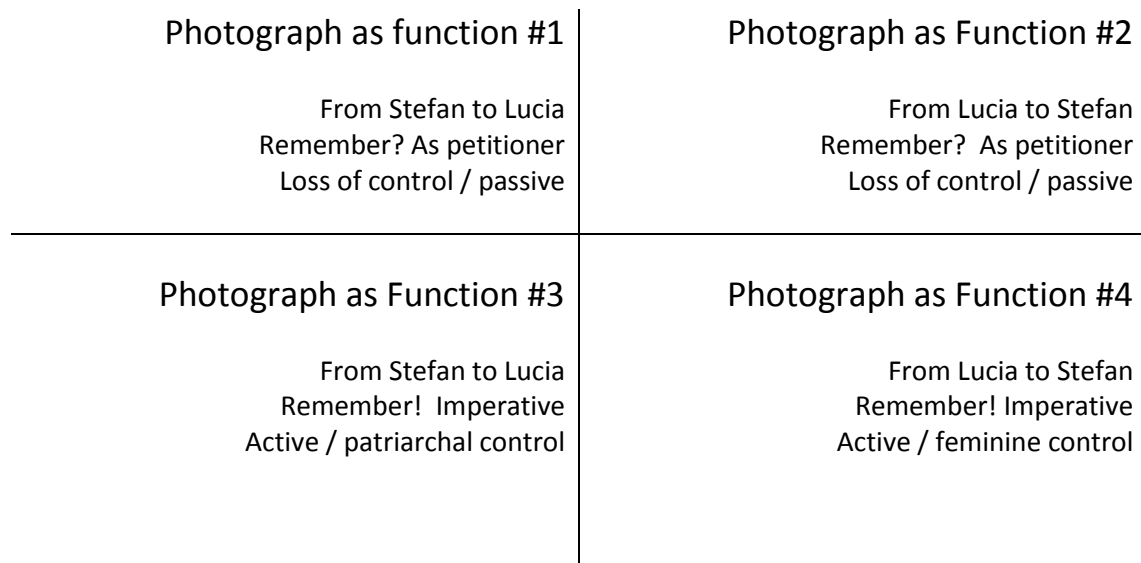 Photograph as function #1
From Stefan to Lucia
Remember? As petitioner
Loss of control / passive
Photograph as Function #2
From Lucia to Stefan
Remember?  As petitioner
Loss of control / passive
Photograph as Function #3
From Stefan to Lucia
Remember!  Imperative
Active / patriarchal control
Photograph as Function #4
From Lucia to Stefan
Remember! Imperative
Active / feminine control